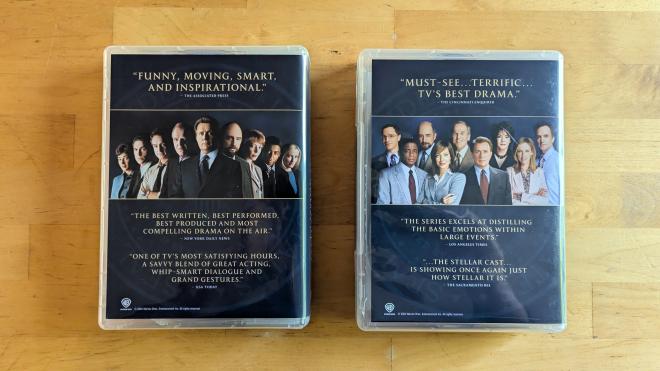 “FUNNY, MOVING, SMART,
AND INSPIRATIONAL.”
– THE ASSOCIATED PRESS
“THE BEST WRITTEN, BEST PERFORMED,
BEST PRODUCED AND MOST
COMPELLING DRAMA ON THE AIR.”
– NEW YORK DAILY NEWS
“ONE OF TV’S MOST SATISFYING HOURS,
A SAVVY BLEND OF GREAT ACTING,
WHIP-SMART DIALOGUE AND
GRAND GESTURES.”
– USA TODAY
“MUST-SEE...TERRIFIC...
TV’S BEST DRAMA.”
– THE CINCINNATI ENQUIRER
“THE SERIES EXCELS AT DISTILLING
THE BASIC EMOTIONS WITHIN
LARGE EVENTS.”
– LOS ANGELES TIMES
“...THE STELLAR CAST...
IS SHOWING ONCE AGAIN JUST
HOW STELLAR IT IS.”
– THE SACRAMENTO BEE